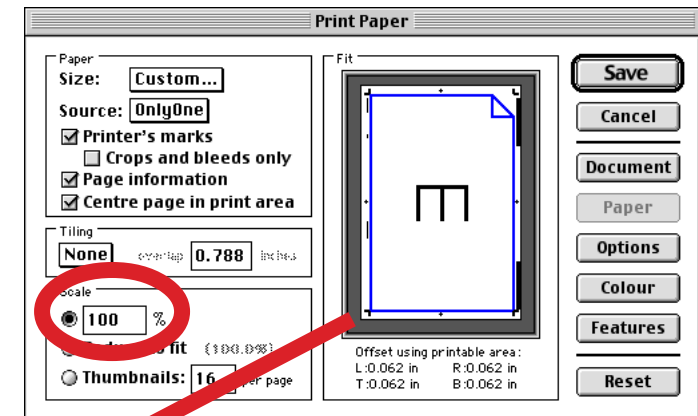 Print Paper
Paper
Size: Custom...
Source: OnlyOne
Printer's marks
Crops and bleeds only
Page information
Centre page in print area
Tiling
None overlap 0.788 inches
Scale
100 %
fit (100.0%)
Thumbnails: 16 per page
Fit
E
Offset using printable area:
L:0.062 in R:0.062 in
T:0.062 in B:0.062 in
Save
Cancel
Document
Paper
Options
Colour
Features
Reset